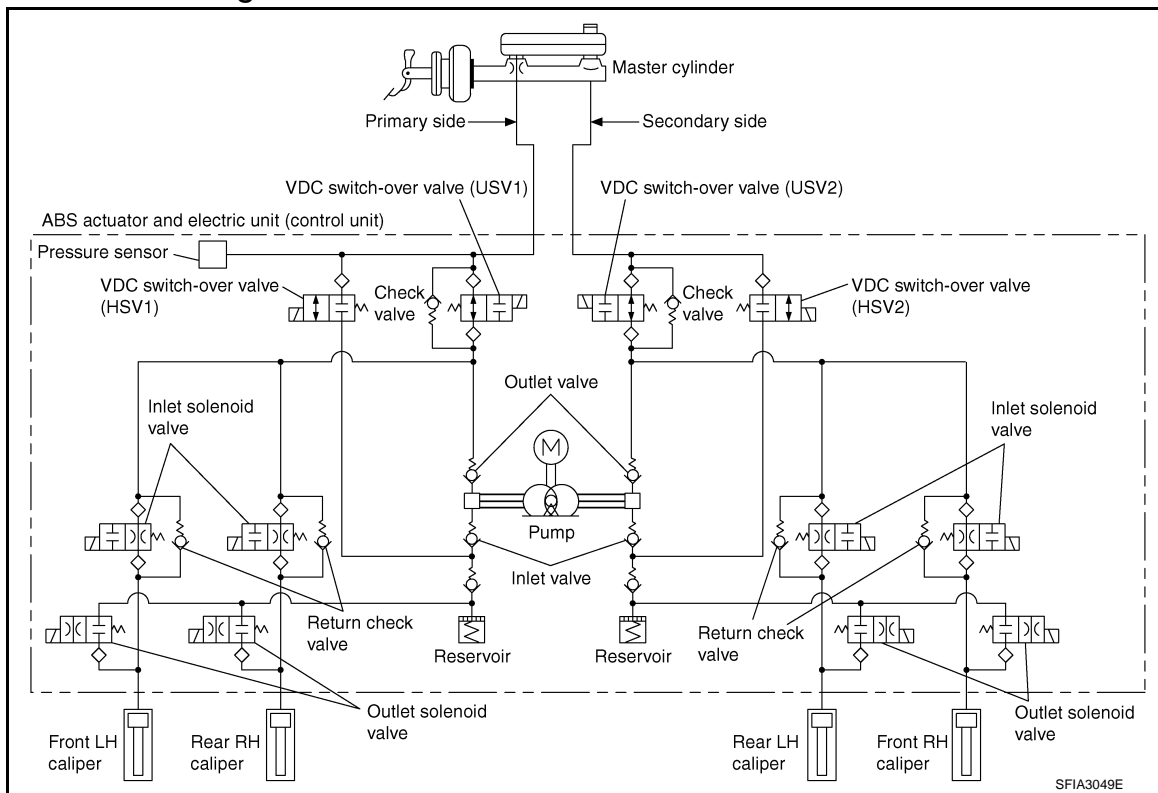 Master cylinder
Primary side
Secondary side
VDC switch-over valve (USV1)
VDC switch-over valve (USV2)
ABS actuator and electric unit (control unit)
Pressure sensor
VDC switch-over valve
(HSV1)
Check
valve
Check
valve
VDC switch-over valve
(HSV2)
Outlet valve
Inlet solenoid
valve
Inlet solenoid
valve
M
Pump
Inlet valve
Return check
valve
Reservoir
Reservoir
Return check
valve
Outlet solenoid
valve
Outlet solenoid
valve
Front LH
caliper
Rear RH
caliper
Rear LH
caliper
Front RH
caliper
SFIA3049E